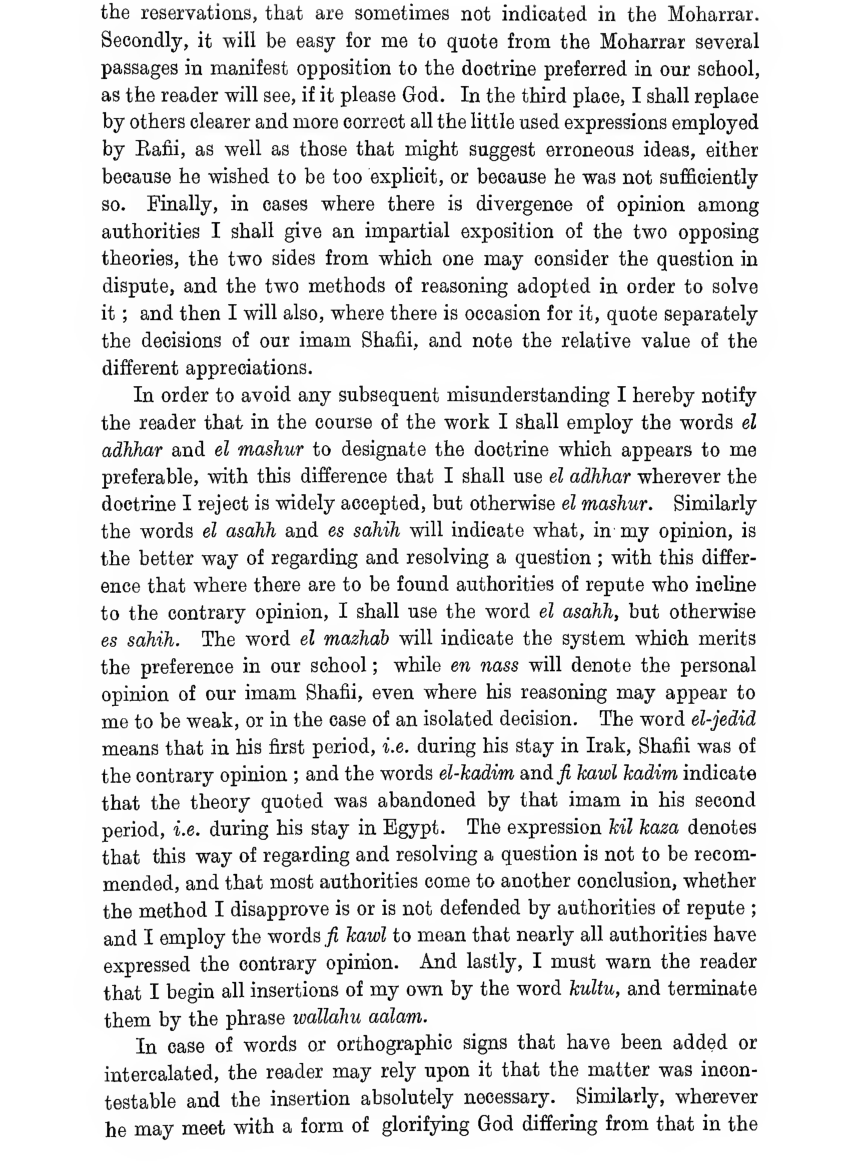 the reservations, that are sometimes not indicated in the Moharrar.
Secondly, it will be easy for me to quote from the Moharrar several
passages in manifest opposition to the doctrine preferred in our school,
as the reader will see, if it please God. In the third place, I shall replace
by others clearer and more correct all the little used expressions employed
by Rafii, as well as those that might suggest erroneous ideas, either
because he wished to be too explicit, or because he was not sufficiently
so. Finally, in cases where there is divergence of opinion among
authorities I shall give an impartial exposition of the two opposing
theories, the two sides from which one may consider the question in
dispute, and the two methods of reasoning adopted in order to solve
it ; and then I will also, where there is occasion for it, quote separately
the decisions of our imam Shafii, and note the relative value of the
different appreciations.
In order to avoid any subsequent misunderstanding I hereby notify
the reader that in the course of the work I shall employ the words el
adhhar and el mashur to designate the doctrine which appears to me
preferable, with this difference that I shall use el adhhar wherever the
doctrine I reject is widely accepted, but otherwise el mashur. Similarly
the words el asahh and es sahih will indicate what, in my opinion, is
the better way of regarding and resolving a question ; with this differ-
ence that where there are to be found authorities of repute who incline
to the contrary opinion, I shall use the word el asahh, but otherwise
es sahih. The word el mazhab will indicate the system which merits
the preference in our school ; while en nass will denote the personal
opinion of our imam Shafii, even where his reasoning may appear to
me to be weak, or in the case of an isolated decision. The word el-jedid
means that in his first period, i.e. during his stay in Irak, Shafii was of
the contrary opinion ; and the words el-kadim and fi kawl kadim indicate
that the theory quoted was abandoned by that imam in his second
period, i.e. during his stay in Egypt. The expression kil kaza denotes
that this way of regarding and resolving a question is not to be recom-
mended, and that most authorities come to another conclusion, whether
the method I disapprove is or is not defended by authorities of repute ;
and I employ the words fi kawl to mean that nearly all authorities have
expressed the contrary opinion. And lastly, I must warn the reader
that I begin all insertions of my own by the word kultu, and terminate
them by the phrase wallahu aalam.
In case of words or orthographic signs that have been added or
intercalated, the reader may rely upon it that the matter was incon-
testable and the insertion absolutely necessary. Similarly, wherever
he may meet with a form of glorifying God differing from that in the